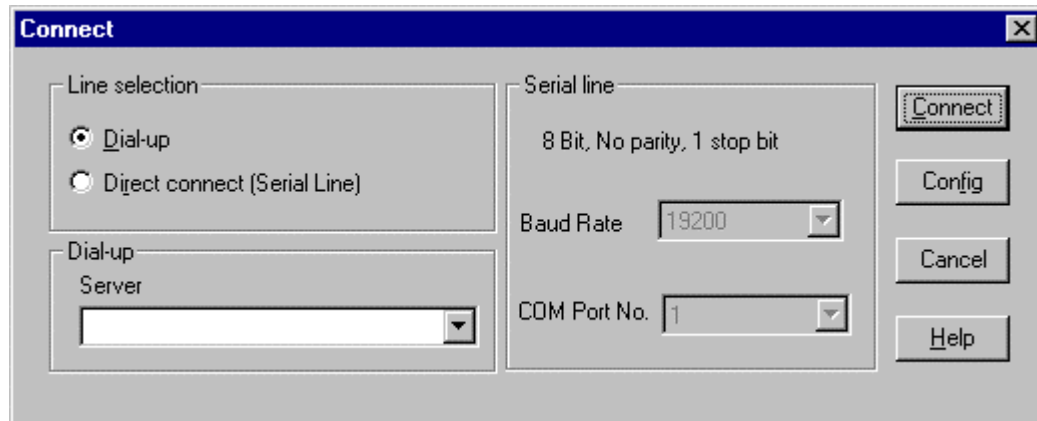 Connect
Line selection
Dial-up
Direct connect (Serial Line)
Dial-up
Server
Serial line
8 Bit, No parity, 1 stop bit
Baud Rate 19200
COM Port No. 1
Connect
Config
Cancel
Help